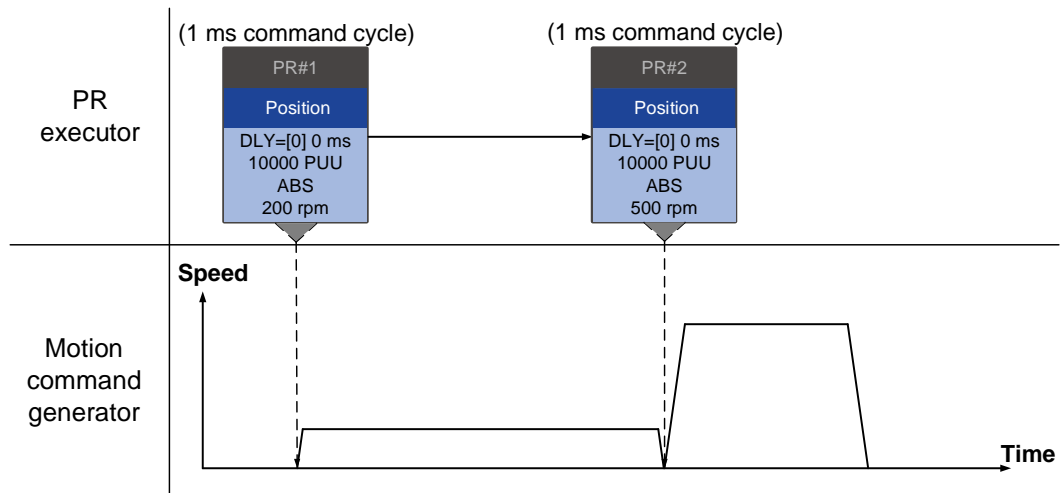 (1 ms command cycle)
(1 ms command cycle)
PR#1
PR#2
PR
executor
Position
Position
DLY=[0] 0 ms
10000 PUU
ABS
200 rpm
DLY=[0] 0 ms
10000 PUU
ABS
500 rpm
Speed
Motion
command
generator
Time